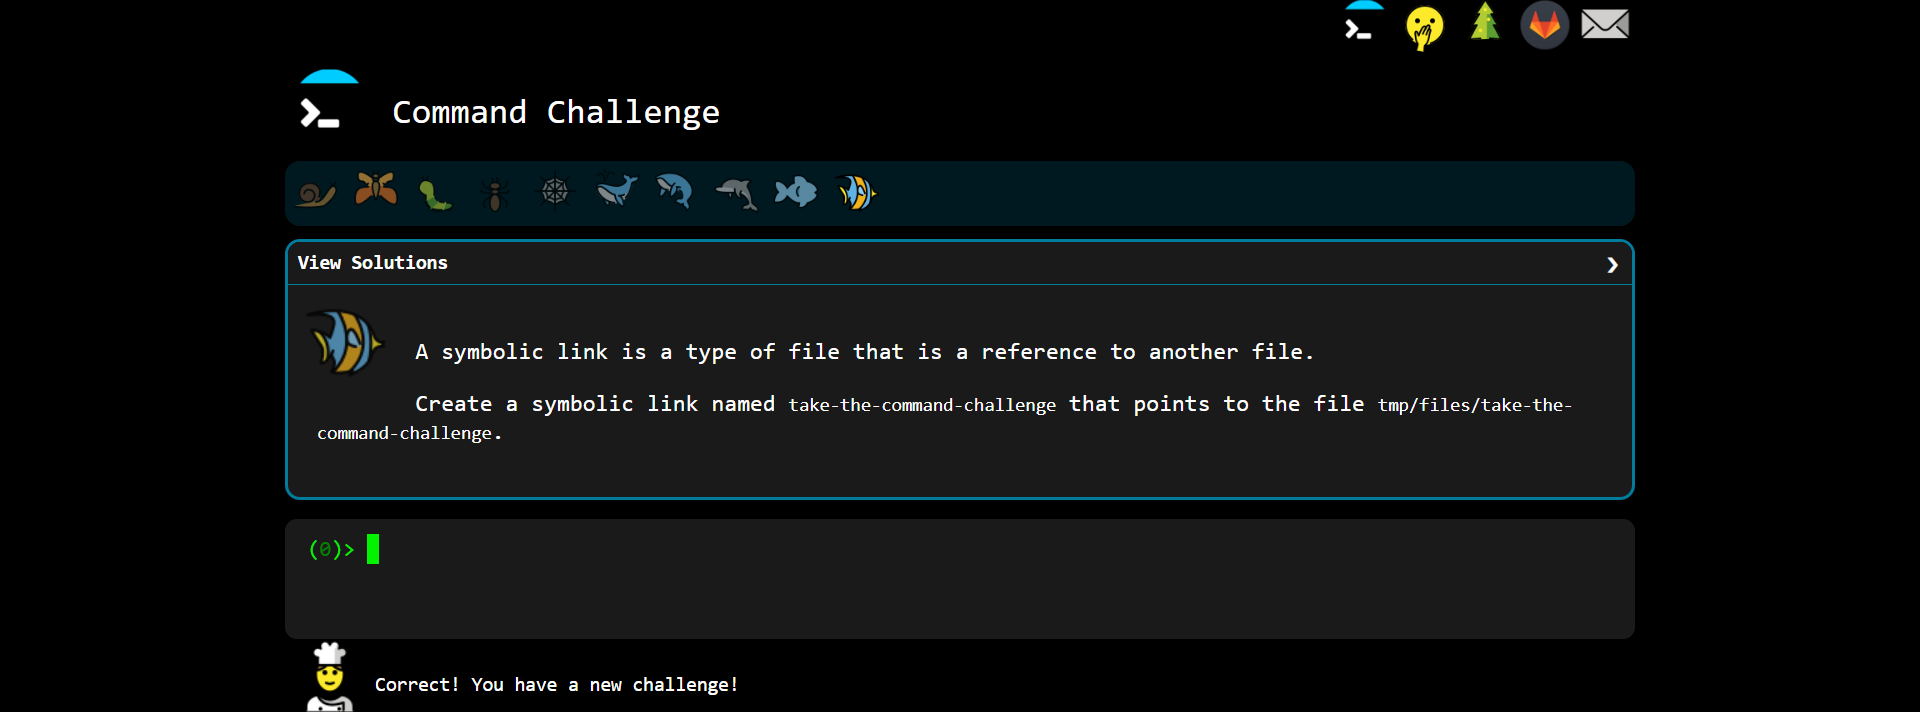 Command Challenge
View Solutions
A symbolic link is a type of file that is a reference to another file.
Create a symbolic link named take-the-command-challenge that points to the file tmp/files/take-the-
command-challenge.
(0)>
Correct! You have a new challenge!